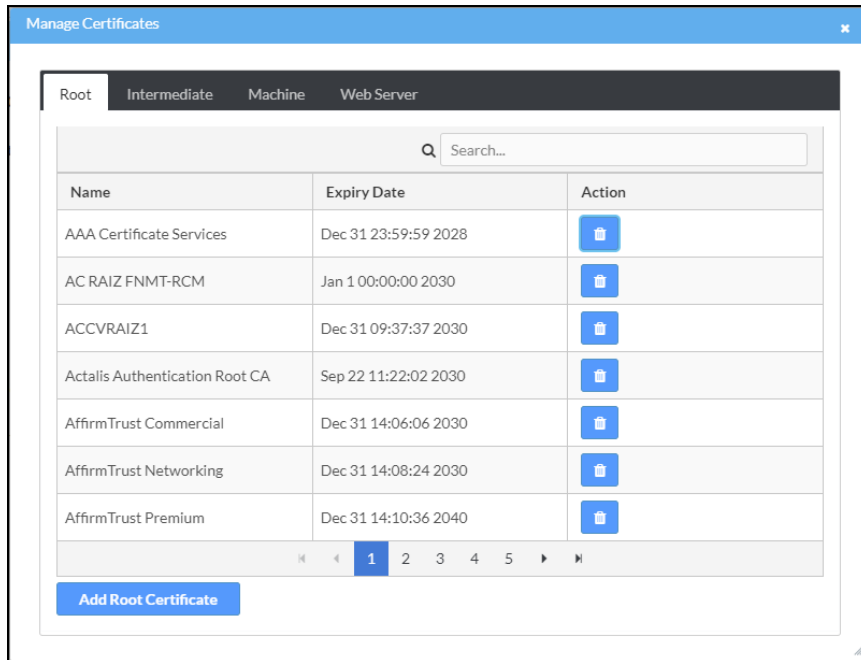 Manage Certificates
Root Intermediate Machine Web Server
Search...
Name Expiry Date Action
AAA Certificate Services Dec 31 23:59:59 2028
AC RAIZ FNMT-RCM Jan 1 00:00:00 2030
ACCVRAIZ1 Dec 31 09:37:37 2030
Actalis Authentication Root CA Sep 22 11:22:02 2030
AffirmTrust Commercial Dec 31 14:06:06 2030
AffirmTrust Networking Dec 31 14:08:24 2030
AffirmTrust Premium Dec 31 14:10:36 2040
1 2 3 4 5
Add Root Certificate